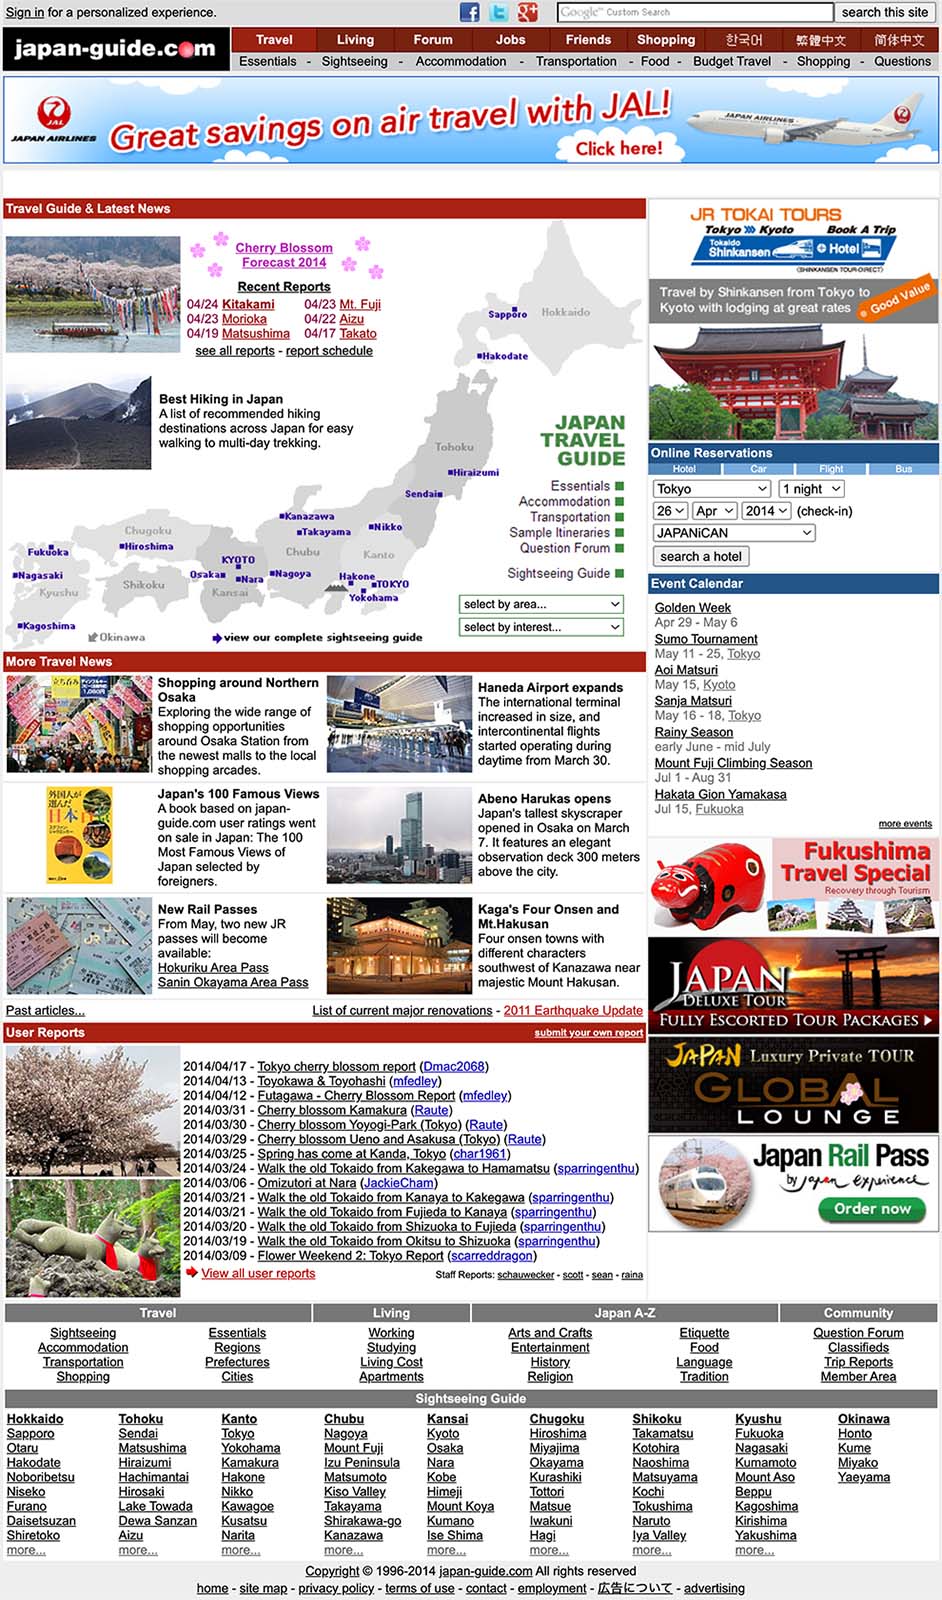 Sign in for a personalized experience.
Google™ Custom Search
search this site
japan-guide.com
Travel Living Forum Jobs Friends Shopping 한국어 繁體中文 简体中文
Essentials - Sightseeing - Accommodation - Transportation - Food - Budget Travel - Shopping - Questions
JAL
JAPAN AIRLINES
Great savings on air travel with JAL!
Click here!
JAPAN AIRLINES
Travel Guide & Latest News
Cherry Blossom
Forecast 2014
Recent Reports
04/24 Kitakami 04/23 Mt. Fuji
04/23 Morioka 04/22 Aizu
04/19 Matsushima 04/17 Takato
see all reports - report schedule
Best Hiking in Japan
A list of recommended hiking
destinations across Japan for easy
walking to multi-day trekking.
Hokkaido
Sapporo
Hakodate
Tohoku
Hiraizumi
Sendai
Kanazawa
Takayama
Nikko
Chugoku
Hiroshima
Fukuoka
KYOTO
Chubu
Kanto
Nagasaki
Osaka
Nara
Nagoya
Hakone
TOKYO
Kyushu
Shikoku
Kansai
Yokohama
Kagoshima
Okinawa
view our complete sightseeing guide
JAPAN
TRAVEL
GUIDE
Essentials
Accommodation
Transportation
Sample Itineraries
Question Forum
Sightseeing Guide
select by area...
select by interest...
JR TOKAI TOURS
Tokyo Kyoto Book A Trip
Tokaido
Shinkansen + Hotel
(SHINKANSEN TOUR-DIRECT)
Travel by Shinkansen from Tokyo to
Kyoto with lodging at great rates
Good Value
Online Reservations
Hotel Car Flight Bus
Tokyo 1 night
26 Apr 2014 (check-in)
JAPANiCAN
search a hotel
Event Calendar
Golden Week
Apr 29 - May 6
Sumo Tournament
May 11 - 25, Tokyo
Aoi Matsuri
May 15, Kyoto
Sanja Matsuri
May 16 - 18, Tokyo
Rainy Season
early June - mid July
Mount Fuji Climbing Season
Jul 1 - Aug 31
Hakata Gion Yamakasa
Jul 15, Fukuoka
more events
More Travel News
Shopping around Northern
Osaka
Exploring the wide range of
shopping opportunities
around Osaka Station from
the newest malls to the local
shopping arcades.
Haneda Airport expands
The international terminal
increased in size, and
intercontinental flights
started operating during
daytime from March 30.
外国人が
選んだ
日本
Japan's 100 Famous Views
A book based on japan-
guide.com user ratings went
on sale in Japan: The 100
Most Famous Views of
Japan selected by
foreigners.
Abeno Harukas opens
Japan's tallest skyscraper
opened in Osaka on March
7. It features an elegant
observation deck 300 meters
above the city.
New Rail Passes
From May, two new JR
passes will become
available:
Hokuriku Area Pass
Sanin Okayama Area Pass
Kaga's Four Onsen and
Mt.Hakusan
Four onsen towns with
different characters
southwest of Kanazawa near
majestic Mount Hakusan.
Past articles...
List of current major renovations - 2011 Earthquake Update
Fukushima
Travel Special
Recovery through Tourism
JAPAN
DELUXE TOUR
FULLY ESCORTED TOUR PACKAGES
JAPAN Luxury Private TOUR
GLOBAL
LOUNGE
Japan Rail Pass
by Japan Experience
Order now
User Reports
submit your own report
2014/04/17 - Tokyo cherry blossom report (Dmac2068)
2014/04/13 - Toyokawa & Toyohashi (mfedley)
2014/04/12 - Futagawa - Cherry Blossom Report (mfedley)
2014/03/31 - Cherry blossom Kamakura (Raute)
2014/03/30 - Cherry blossom Yoyogi-Park (Tokyo) (Raute)
2014/03/29 - Cherry blossom Ueno and Asakusa (Tokyo) (Raute)
2014/03/25 - Spring has come at Kanda, Tokyo (char1961)
2014/03/24 - Walk the old Tokaido from Kakegawa to Hamamatsu (sparringenthu)
2014/03/06 - Omizutori at Nara (JackieCham)
2014/03/21 - Walk the old Tokaido from Kanaya to Kakegawa (sparringenthu)
2014/03/21 - Walk the old Tokaido from Fujieda to Kanaya (sparringenthu)
2014/03/20 - Walk the old Tokaido from Shizuoka to Fujieda (sparringenthu)
2014/03/19 - Walk the old Tokaido from Okitsu to Shizuoka (sparringenthu)
2014/03/09 - Flower Weekend 2: Tokyo Report (scarreddragon)
View all user reports
Staff Reports: schauwecker - scott - sean - raina
Travel Living Japan A-Z Community
Sightseeing Essentials Working Arts and Crafts Etiquette Question Forum
Accommodation Regions Studying Entertainment Food Classifieds
Transportation Prefectures Living Cost History Language Trip Reports
Shopping Cities Apartments Religion Tradition Member Area
Sightseeing Guide
Hokkaido Tohoku Kanto Chubu Kansai Chugoku Shikoku Kyushu Okinawa
Sapporo Sendai Tokyo Nagoya Kyoto Hiroshima Takamatsu Fukuoka Honto
Otaru Matsushima Yokohama Mount Fuji Osaka Miyajima Kotohira Nagasaki Kume
Hakodate Hiraizumi Kamakura Izu Peninsula Nara Okayama Naoshima Kumamoto Miyako
Noboribetsu Hachimantai Hakone Matsumoto Kobe Kurashiki Matsuyama Mount Aso Yaeyama
Niseko Hirosaki Nikko Kiso Valley Himeji Tottori Kochi Beppu
Furano Lake Towada Kawagoe Takayama Mount Koya Matsue Tokushima Kagoshima
Daisetsuzan Dewa Sanzan Kusatsu Shirakawa-go Kumano Iwakuni Naruto Kirishima
Shiretoko Aizu Narita Kanazawa Ise Shima Hagi Iya Valley Yakushima
more... more... more... more... more... more... more... more...
Copyright © 1996-2014 japan-guide.com All rights reserved
home - site map - privacy policy - terms of use - contact - employment - 広告について - advertising